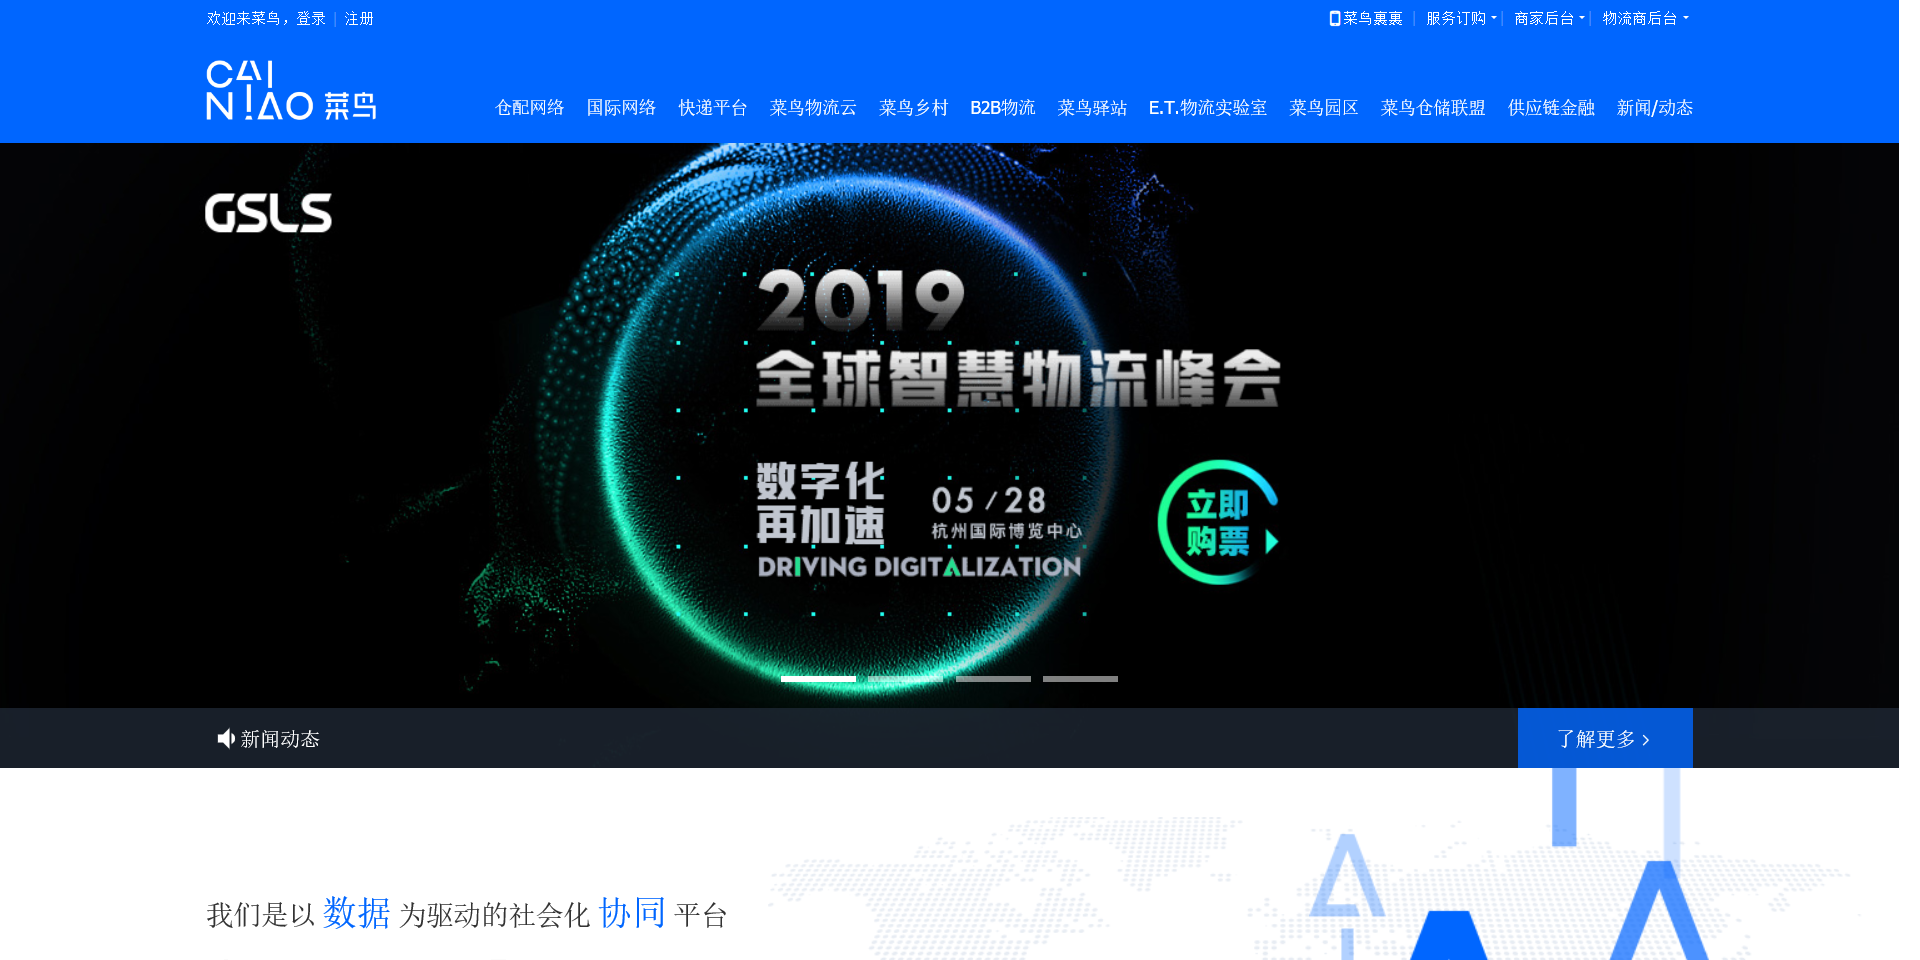 欢迎来菜鸟，登录 | 注册
菜鸟裹裹 | 服务订购 | 商家后台 | 物流商后台
CAI
NIAO 菜鸟
仓配网络 国际网络 快递平台 菜鸟物流云 菜鸟乡村 B2B物流 菜鸟驿站 E.T.物流实验室 菜鸟园区 菜鸟仓储联盟 供应链金融 新闻/动态
GSLS
2019
全球智慧物流峰会
数字化
再加速
05/28
杭州国际博览中心
DRIVING DIGITALIZATION
立即
购票
新闻动态
了解更多 >
我们是以 数据 为驱动的社会化 协同 平台